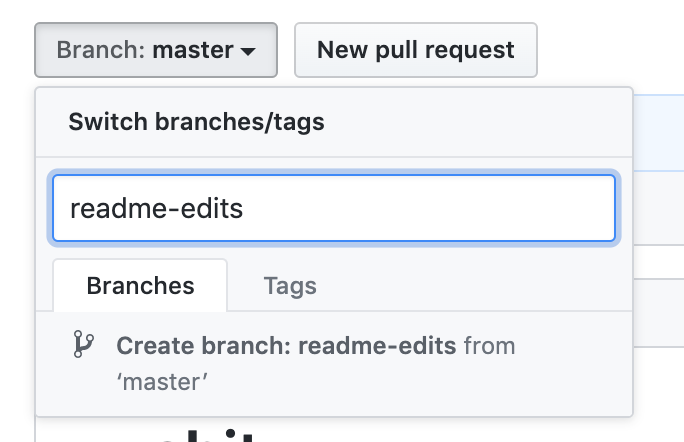 Branch: master New pull request
Switch branches/tags
readme-edits
Branches Tags
Create branch: readme-edits from
‘master’